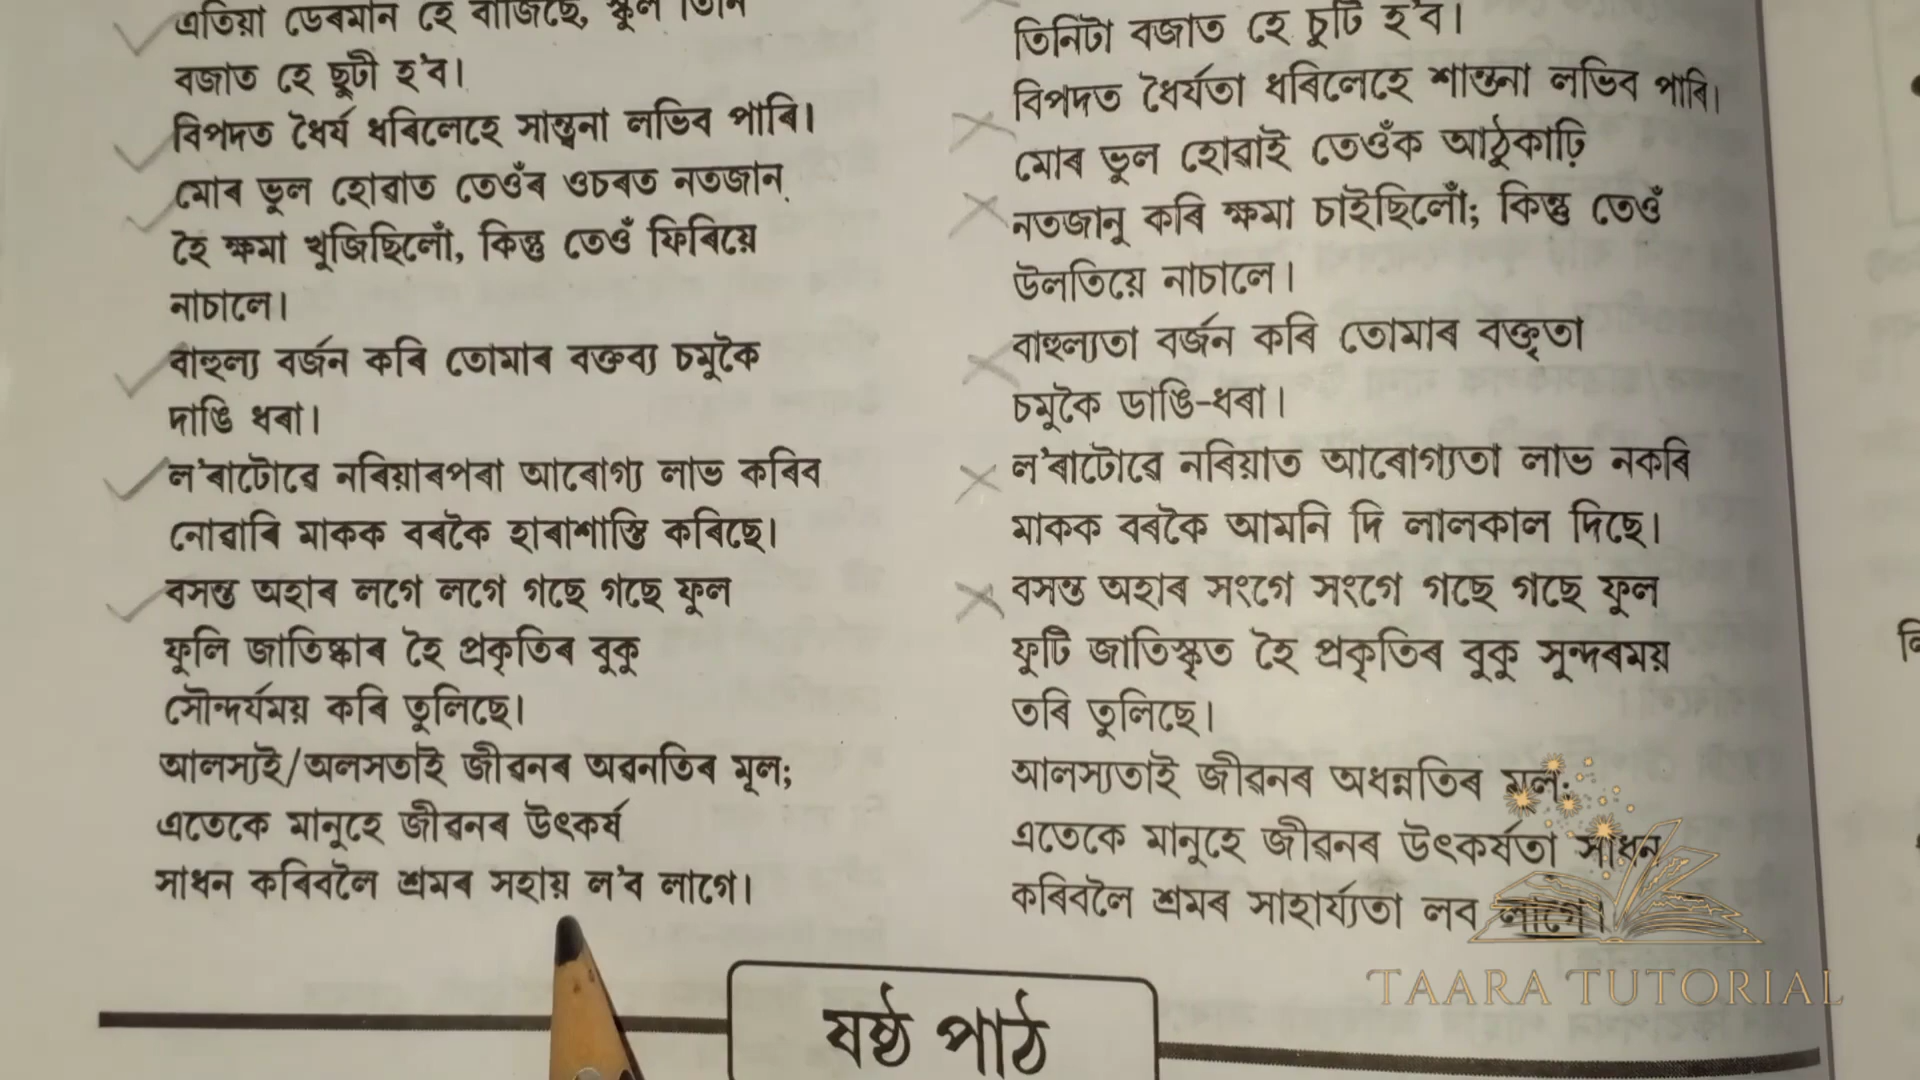 এতিয়া ডেৰমান হে বাজিছে, স্কুল তিনি
বজাত হে ছুটী হ'ব।
বিপদত ধৈৰ্য ধৰিলেহে সান্ত্বনা লভিব পাৰি।
মোৰ ভুল হোৱাত তেওঁৰ ওচৰত নতজানু
হৈ ক্ষমা খুজিছিলোঁ, কিন্তু তেওঁ ফিৰিয়ে
নাচালে।
বাহুল্য বৰ্জন কৰি তোমাৰ বক্তব্য চমুকৈ
দাঙি ধৰা।
ল'ৰাটোৱে নৰিয়াৰপৰা আৰোগ্য লাভ কৰিব
নোৱাৰি মাকক বৰকৈ হাৰাশাস্তি কৰিছে।
বসন্ত অহাৰ লগে লগে গছে গছে ফুল
ফুলি জাতিষ্কাৰ হৈ প্ৰকৃতিৰ বুকু
সৌন্দৰ্যময় কৰি তুলিছে।
আলস্যই/অলসতাই জীৱনৰ অৱনতিৰ মূল;
এতেকে মানুহে জীৱনৰ উৎকৰ্ষ
সাধন কৰিবলৈ শ্ৰমৰ সহায় ল'ব লাগে।
তিনিটা বজাত হে চুটি হ'ব।
বিপদত ধৈৰ্যতা ধৰিলেহে শান্তনা লভিব পাৰি।
মোৰ ভুল হোৱাই তেওঁক আঠুকাঢ়ি
নতজানু কৰি ক্ষমা চাইছিলোঁ; কিন্তু তেওঁ
উলতিয়ে নাচালে।
বাহুল্যতা বৰ্জন কৰি তোমাৰ বক্তৃতা
চমুকৈ ডাঙি-ধৰা।
ল'ৰাটোৱে নৰিয়াত আৰোগ্যতা লাভ নকৰি
মাকক বৰকৈ আমনি দি লালকাল দিছে।
বসন্ত অহাৰ সংগে সংগে গছে গছে ফুল
ফুটি জাতিস্কৃত হৈ প্ৰকৃতিৰ বুকু সুন্দৰময়
তৰি তুলিছে।
আলস্যতাই জীৱনৰ অধন্নতিৰ মূল;
এতেকে মানুহে জীৱনৰ উৎকৰ্ষতা সাধন
কৰিবলৈ শ্ৰমৰ সাহাৰ্য্যতা লব লাগে।
TAARA TUTORIAL
ষষ্ঠ পাঠ